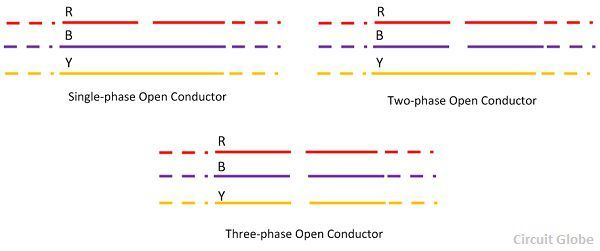 R
B
Y
Single-phase Open Conductor
R
B
Y
Two-phase Open Conductor
R
B
Y
Three-phase Open Conductor
Circuit Globe